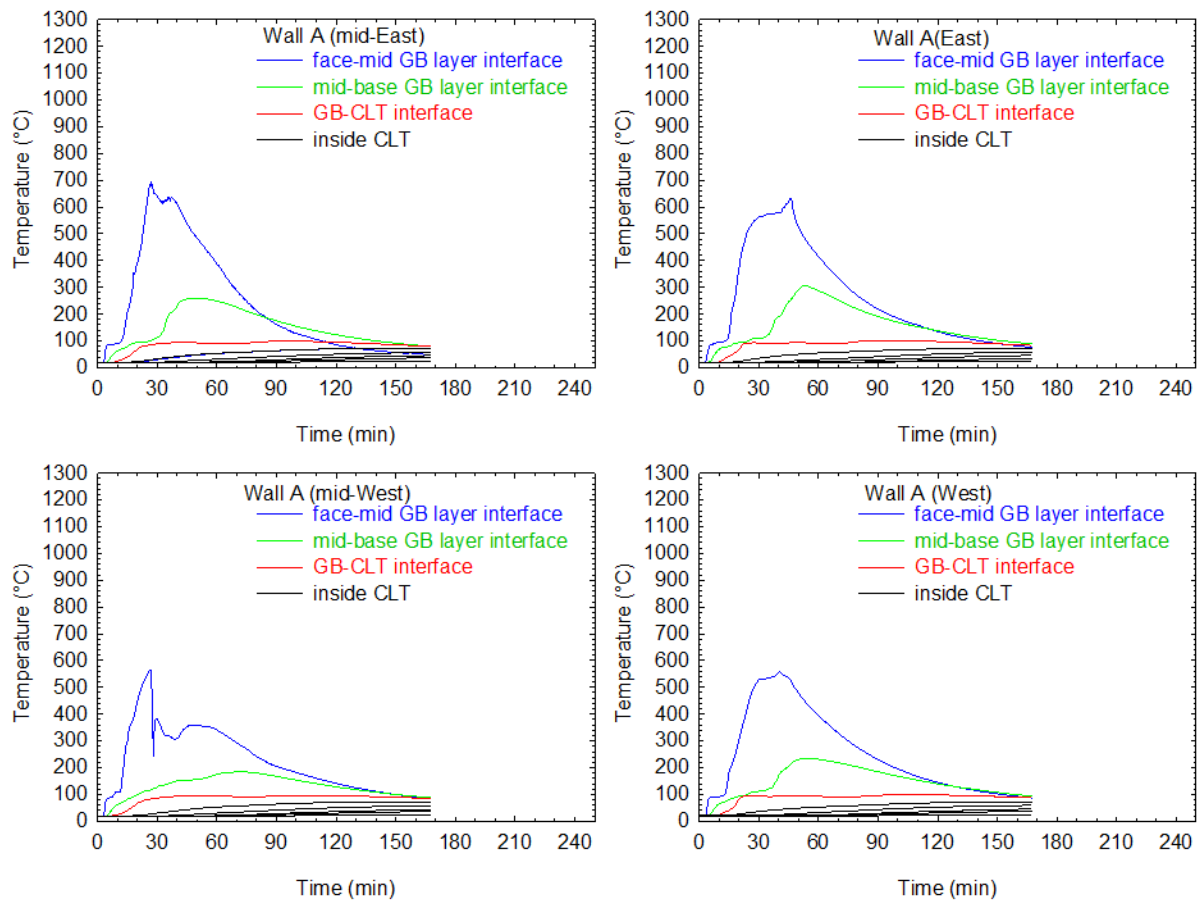 Wall A (mid-East)
face-mid GB layer interface
mid-base GB layer interface
GB-CLT interface
inside CLT
1300
1200
1100
1000
900
800
700
600
500
400
300
200
100
0
Temperature (°C)
0 30 60 90 120 150 180 210 240
Time (min)
Wall A(East)
face-mid GB layer interface
mid-base GB layer interface
GB-CLT interface
inside CLT
1300
1200
1100
1000
900
800
700
600
500
400
300
200
100
0
Temperature (°C)
0 30 60 90 120 150 180 210 240
Time (min)
Wall A (mid-West)
face-mid GB layer interface
mid-base GB layer interface
GB-CLT interface
inside CLT
1300
1200
1100
1000
900
800
700
600
500
400
300
200
100
0
Temperature (°C)
0 30 60 90 120 150 180 210 240
Time (min)
Wall A (West)
face-mid GB layer interface
mid-base GB layer interface
GB-CLT interface
inside CLT
1300
1200
1100
1000
900
800
700
600
500
400
300
200
100
0
Temperature (°C)
0 30 60 90 120 150 180 210 240
Time (min)